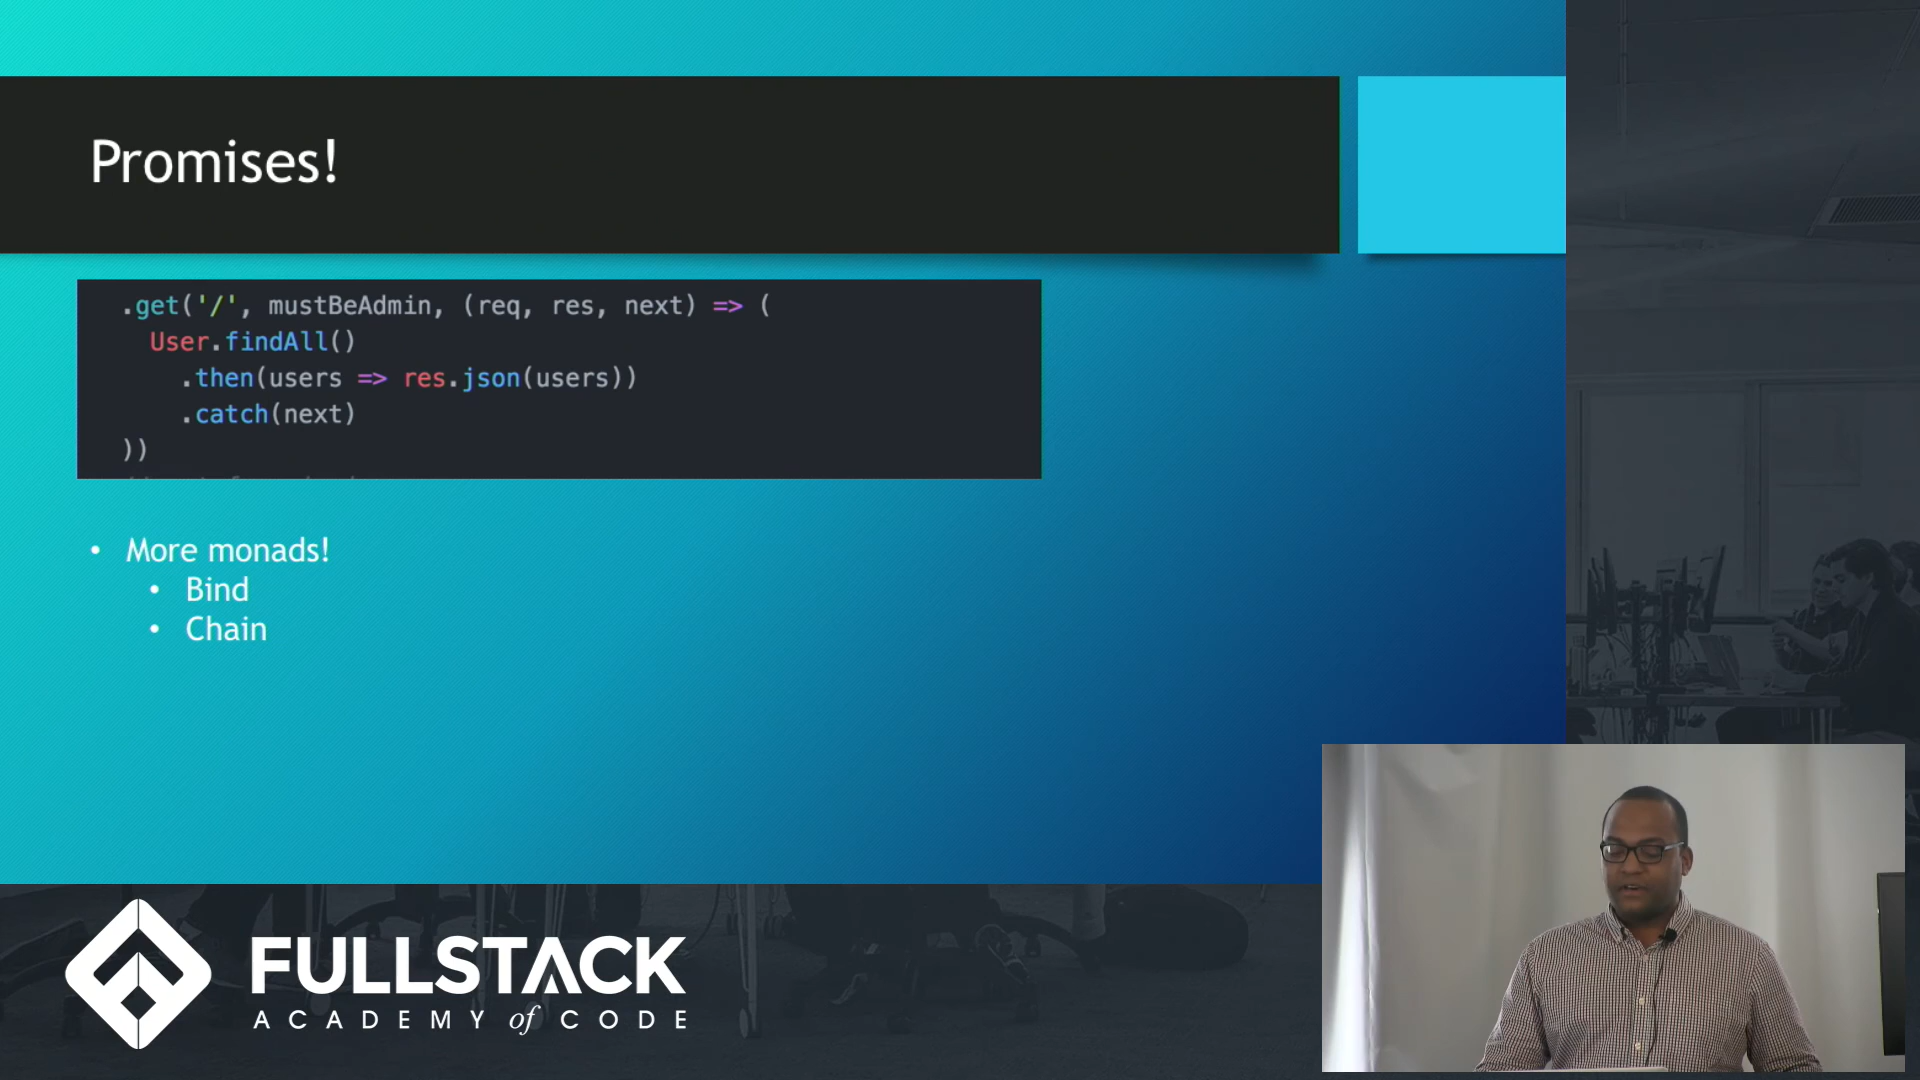 Promises!
.get('/', mustBeAdmin, (req, res, next) => (
User.findAll()
.then(users => res.json(users))
.catch(next)
))
• More monads!
• Bind
• Chain
FULLSTACK
ACADEMY of CODE